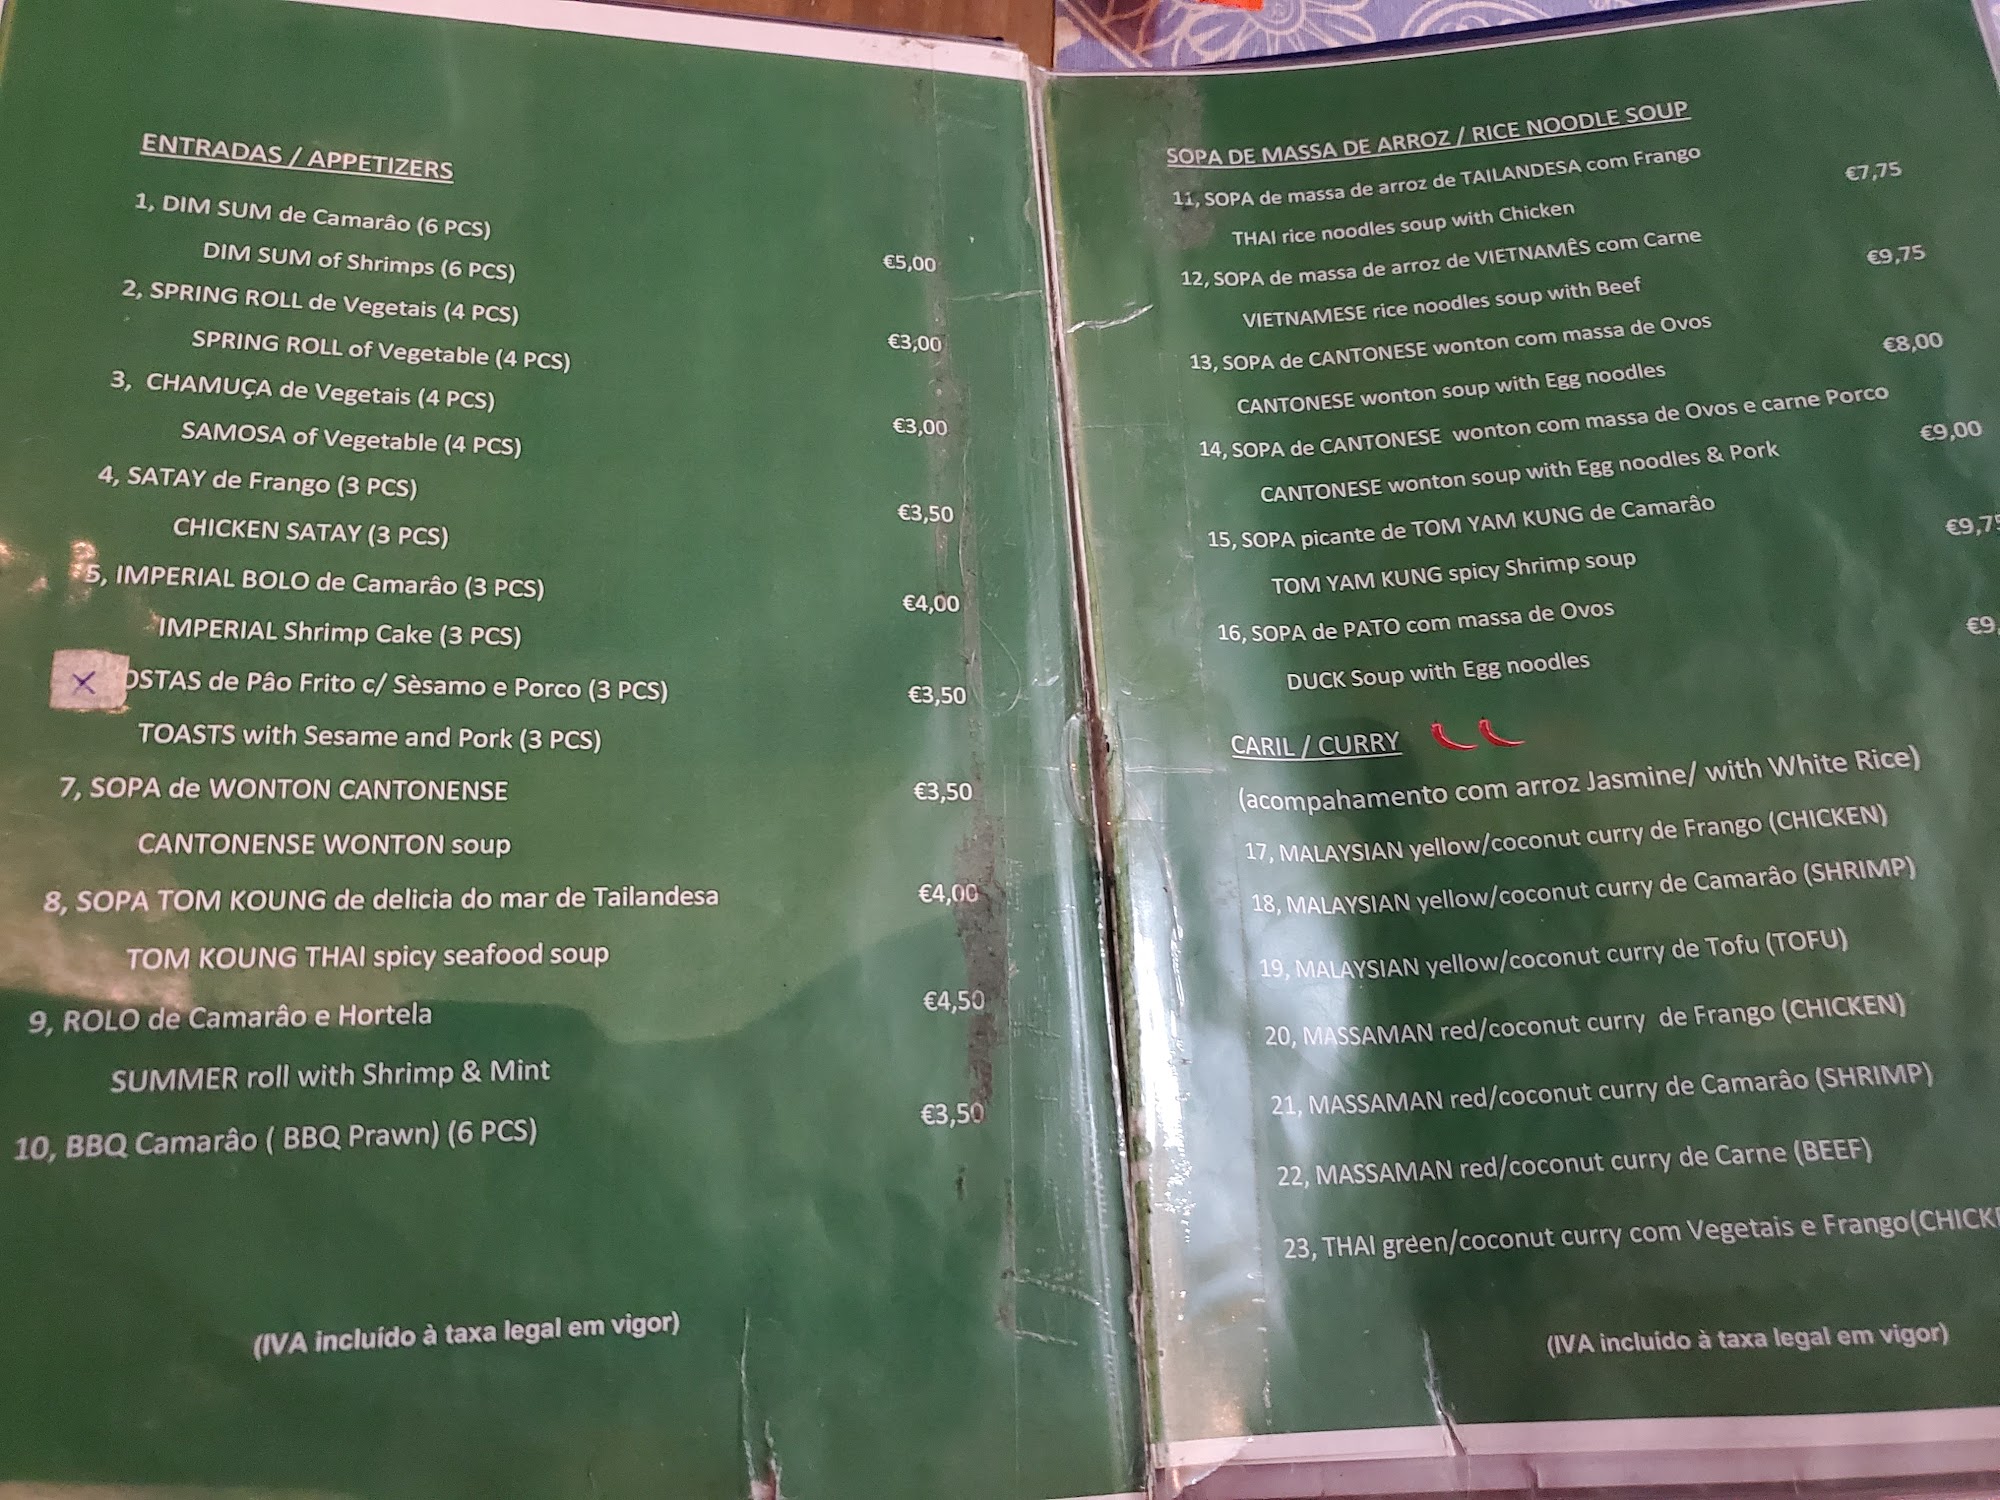 ENTRADAS / APPETIZERS
1, DIM SUM de Camarâo (6 PCS)
DIM SUM of Shrimps (6 PCS) €5,00
2, SPRING ROLL de Vegetais (4 PCS)
SPRING ROLL of Vegetable (4 PCS) €3,00
3, CHAMUÇA de Vegetais (4 PCS)
SAMOSA of Vegetable (4 PCS) €3,00
4, SATAY de Frango (3 PCS)
CHICKEN SATAY (3 PCS) €3,50
5, IMPERIAL BOLO de Camarâo (3 PCS)
IMPERIAL Shrimp Cake (3 PCS) €4,00
X OSTAS de Pâo Frito c/ Sèsamo e Porco (3 PCS) €3,50
TOASTS with Sesame and Pork (3 PCS)
7, SOPA de WONTON CANTONENSE €3,50
CANTONENSE WONTON soup
8, SOPA TOM KOUNG de delicia do mar de Tailandesa €4,00
TOM KOUNG THAI spicy seafood soup
9, ROLO de Camarâo e Hortela €4,50
SUMMER roll with Shrimp & Mint
10, BBQ Camarâo ( BBQ Prawn) (6 PCS) €3,50
(IVA incluído à taxa legal em vigor)
SOPA DE MASSA DE ARROZ / RICE NOODLE SOUP
11, SOPA de massa de arroz de TAILANDESA com Frango €7,75
THAI rice noodles soup with Chicken
12, SOPA de massa de arroz de VIETNAMÊS com Carne €9,75
VIETNAMESE rice noodles soup with Beef
13, SOPA de CANTONESE wonton com massa de Ovos €8,00
CANTONESE wonton soup with Egg noodles
14, SOPA de CANTONESE wonton com massa de Ovos e carne Porco €9,00
CANTONESE wonton soup with Egg noodles & Pork
15, SOPA picante de TOM YAM KUNG de Camarâo €9,75
TOM YAM KUNG spicy Shrimp soup
16, SOPA de PATO com massa de Ovos €9,
DUCK Soup with Egg noodles
CARIL / CURRY
(acompahamento com arroz Jasmine/ with White Rice)
17, MALAYSIAN yellow/coconut curry de Frango (CHICKEN)
18, MALAYSIAN yellow/coconut curry de Camarâo (SHRIMP)
19, MALAYSIAN yellow/coconut curry de Tofu (TOFU)
20, MASSAMAN red/coconut curry de Frango (CHICKEN)
21, MASSAMAN red/coconut curry de Camarâo (SHRIMP)
22, MASSAMAN red/coconut curry de Carne (BEEF)
23, THAI green/coconut curry com Vegetais e Frango(CHICK
(IVA incluído à taxa legal em vigor)